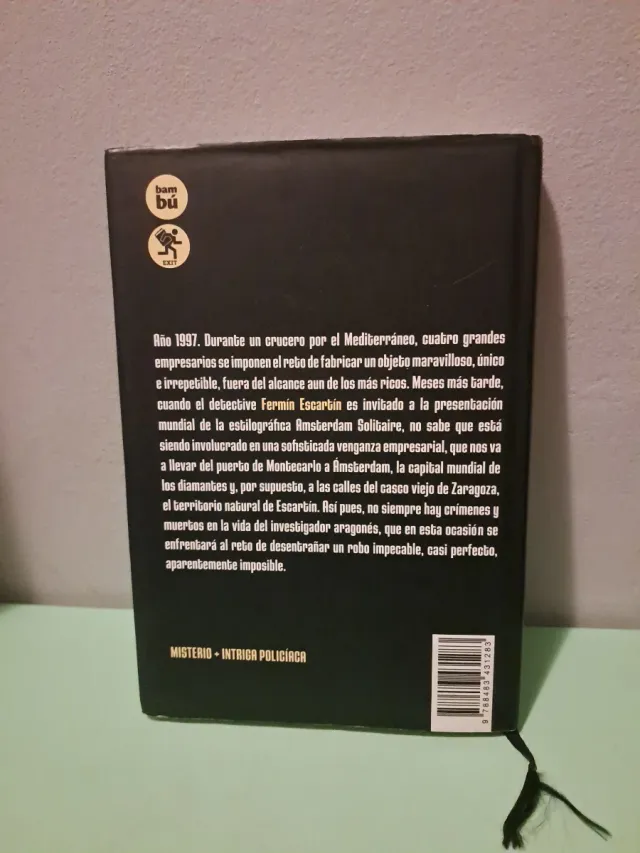 bam
bú
EXIT
Año 1997. Durante un crucero por el Mediterráneo, cuatro grandes
empresarios se imponen el reto de fabricar un objeto maravilloso, único
e irrepetible, fuera del alcance aun de los más ricos. Meses más tarde,
cuando el detective Fermín Escartín es invitado a la presentación
mundial de la estilográfica Amsterdam Solitaire, no sabe que está
siendo involucrado en una sofisticada venganza empresarial, que nos va
a llevar del puerto de Montecarlo a Ámsterdam, la capital mundial de
los diamantes y, por supuesto, a las calles del casco viejo de Zaragoza,
el territorio natural de Escartín. Así pues, no siempre hay crímenes y
muertos en la vida del investigador aragonés, que en esta ocasión se
enfrentará al reto de desentrañar un robo impecable, casi perfecto,
aparentemente imposible.
MISTERIO + INTRIGA POLICÍACA
9 788483 431283